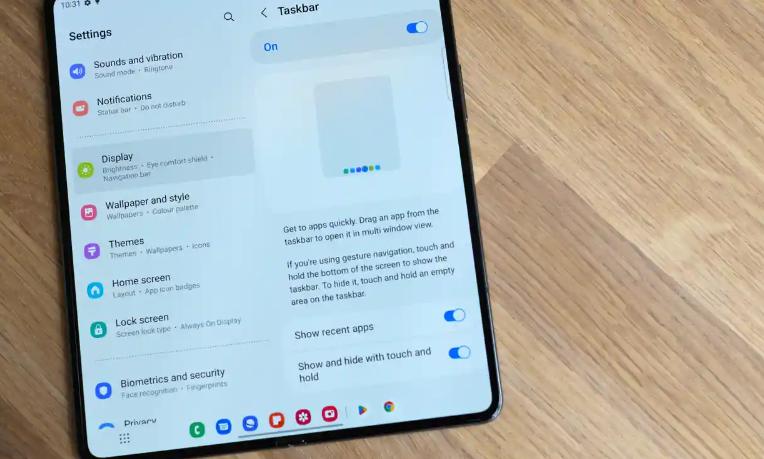 10:31
Settings
Sounds and vibration
Sound mode • Ringtone
Notifications
Status bar • Do not disturb
Display
Brightness • Eye comfort shield •
Navigation bar
Wallpaper and style
Wallpapers • Colour palette
Themes
Themes • Wallpapers • Icons
Home screen
Layout • App icon badges
Lock screen
Screen lock type • Always On Display
Biometrics and security
Face recognition • Fingerprints
Privacy
Taskbar
On
Get to apps quickly. Drag an app from the
taskbar to open it in multi window view.
If you're using gesture navigation, touch and
hold the bottom of the screen to show the
taskbar. To hide it, touch and hold an empty
area on the taskbar.
Show recent apps
Show and hide with touch and
hold